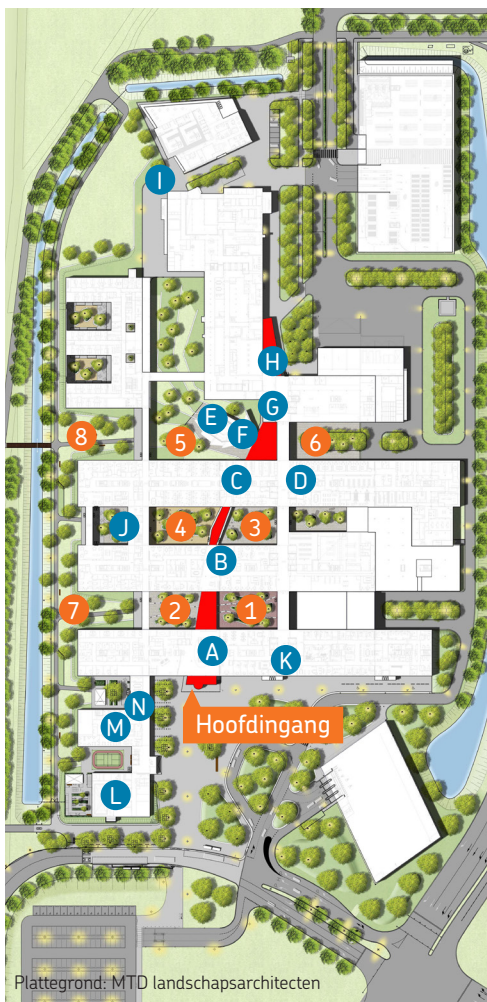 I
H
G
E
F
8
5
6
C
D
J
4
3
B
7
2
1
A
K
N
M
Hoofdingang
L
Plattegrond: MTD landschapsarchitecten